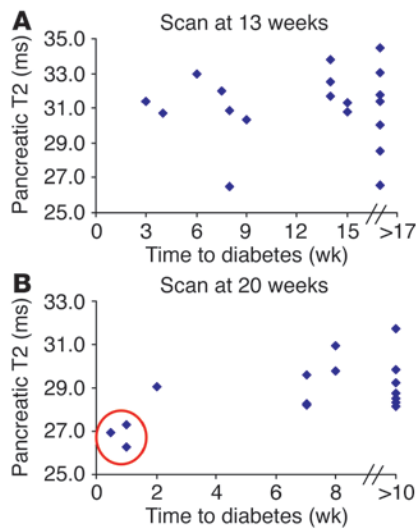 A
Scan at 13 weeks
Pancreatic T2 (ms)
35.0
33.0
31.0
29.0
27.0
25.0
0 3 6 9 12 15 >17
Time to diabetes (wk)
B
Scan at 20 weeks
Pancreatic T2 (ms)
33.0
31.0
29.0
27.0
25.0
0 2 4 6 8 >10
Time to diabetes (wk)